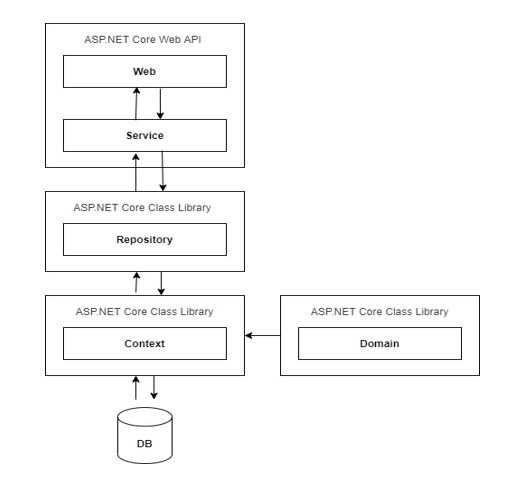 ASP.NET Core Web API
Web
Service
ASP.NET Core Class Library
Repository
ASP.NET Core Class Library
Context
ASP.NET Core Class Library
Domain
DB